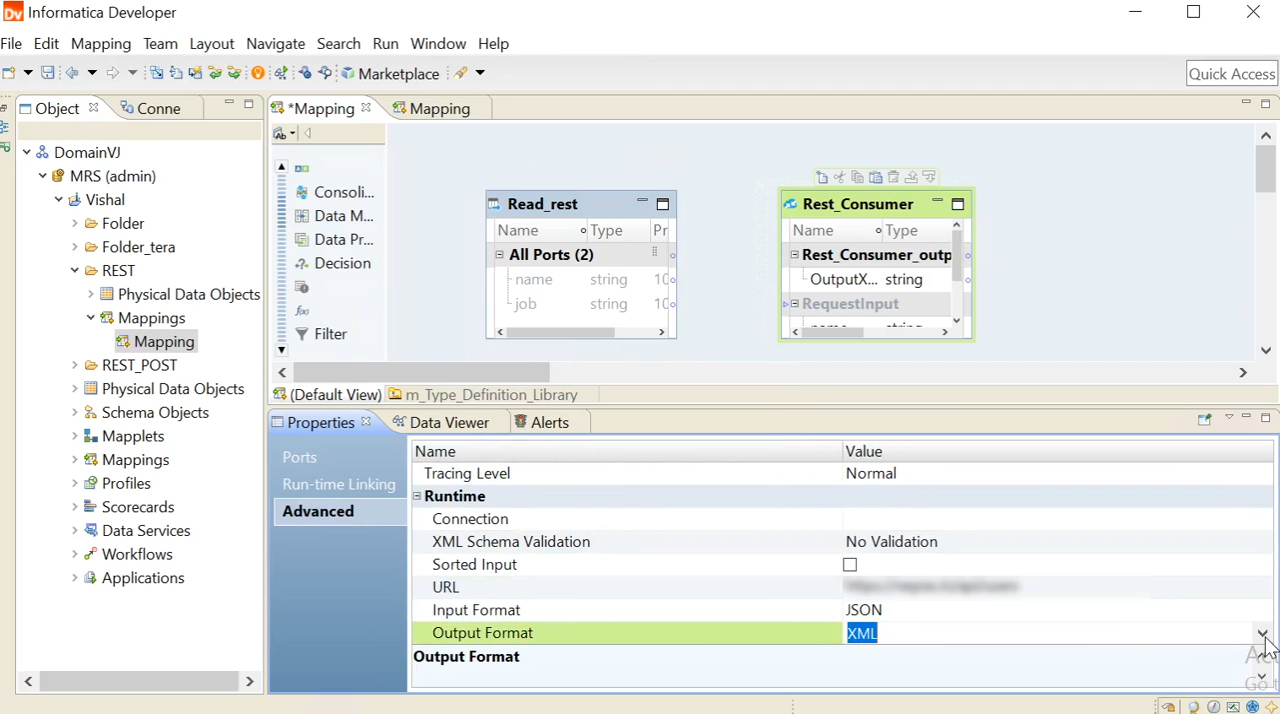 Dv Informatica Developer
File Edit Mapping Team Layout Navigate Search Run Window Help
Marketplace Quick Access
Object Conne
*Mapping Mapping
DomainVJ
MRS (admin)
Vishal
Folder
Folder_tera
REST
Physical Data Objects
Mappings
Mapping
REST_POST
Physical Data Objects
Schema Objects
Mapplets
Mappings
Profiles
Scorecards
Data Services
Workflows
Applications
Ab
Consoli...
Data M...
Data Pr...
Decision
f(x)
Filter
Read_rest
Name Type Pr
All Ports (2)
name string 10
job string 10
Rest_Consumer
Name Type
Rest_Consumer_outp
OutputX... string
RequestInput
(Default View) m_Type_Definition_Library
Properties Data Viewer Alerts
Ports
Run-time Linking
Advanced
Name Value
Tracing Level Normal
Runtime
Connection
XML Schema Validation No Validation
Sorted Input
URL
Input Format JSON
Output Format XML
Output Format
Go t